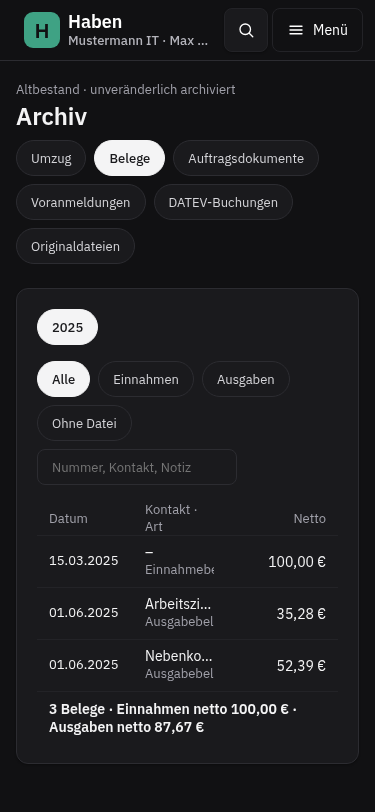 H
Haben
Mustermann IT · Max ...
Menü
Altbestand · unveränderlich archiviert
Archiv
Umzug Belege Auftragsdokumente
Voranmeldungen DATEV-Buchungen
Originaldateien
2025
Alle Einnahmen Ausgaben
Ohne Datei
Nummer, Kontakt, Notiz
Datum Kontakt · Art Netto
15.03.2025 – 100,00 €
Einnahmebe
01.06.2025 Arbeitszi... 35,28 €
Ausgabebel
01.06.2025 Nebenko... 52,39 €
Ausgabebel
3 Belege · Einnahmen netto 100,00 € ·
Ausgaben netto 87,67 €